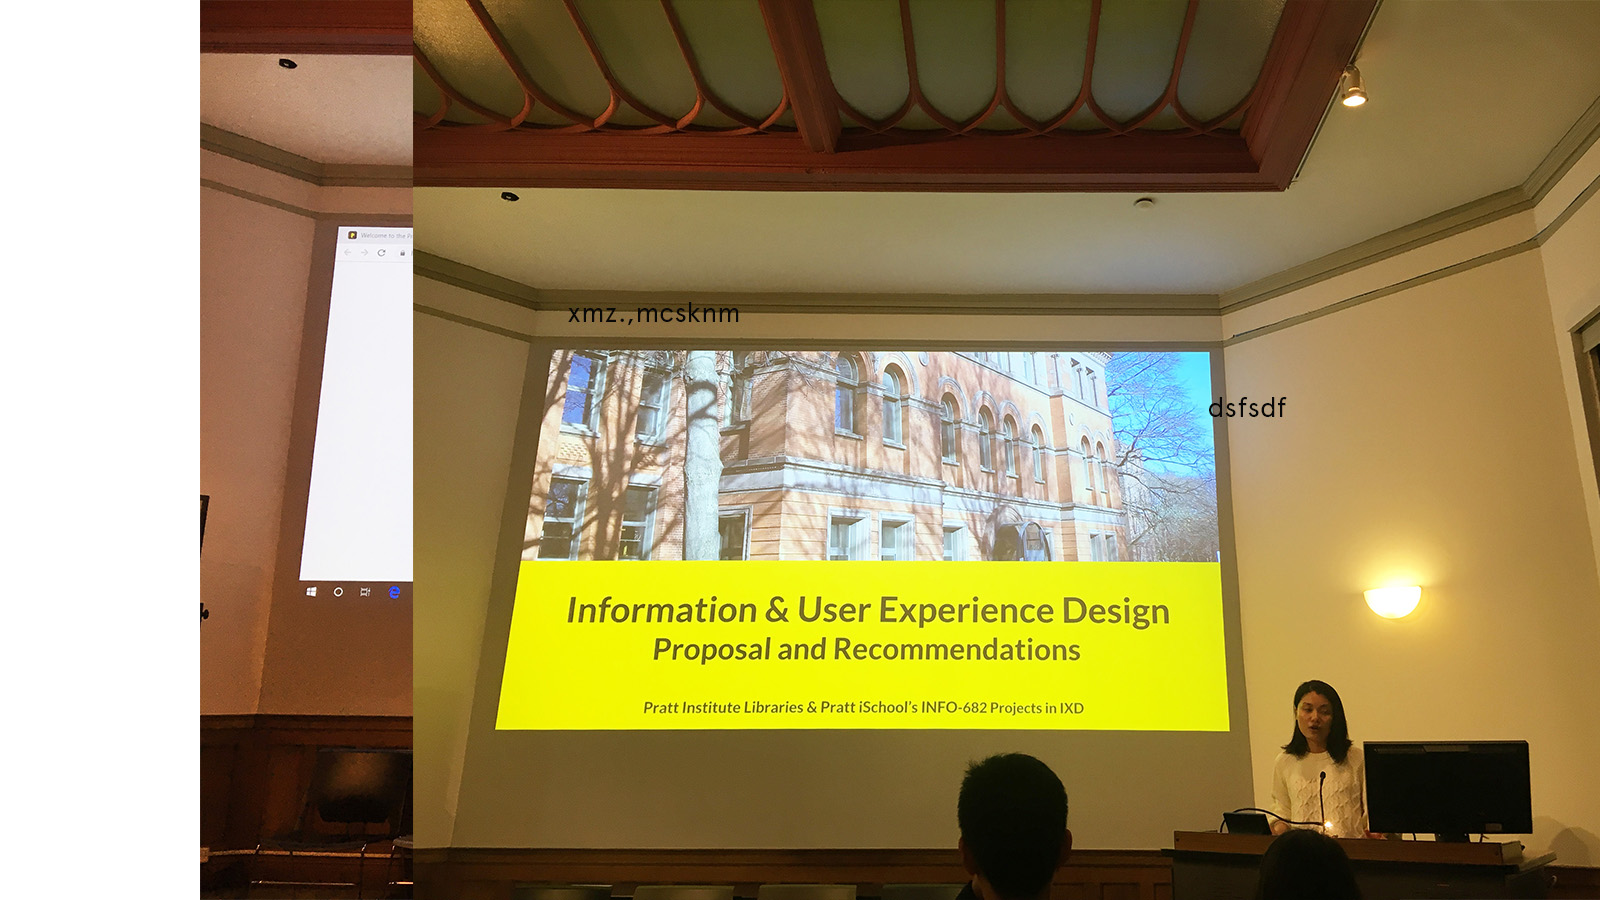 Welcome to the Pr
xmz.,mcsknm
dsfsdf
Information & User Experience Design
Proposal and Recommendations
Pratt Institute Libraries & Pratt iSchool's INFO-682 Projects in IXD